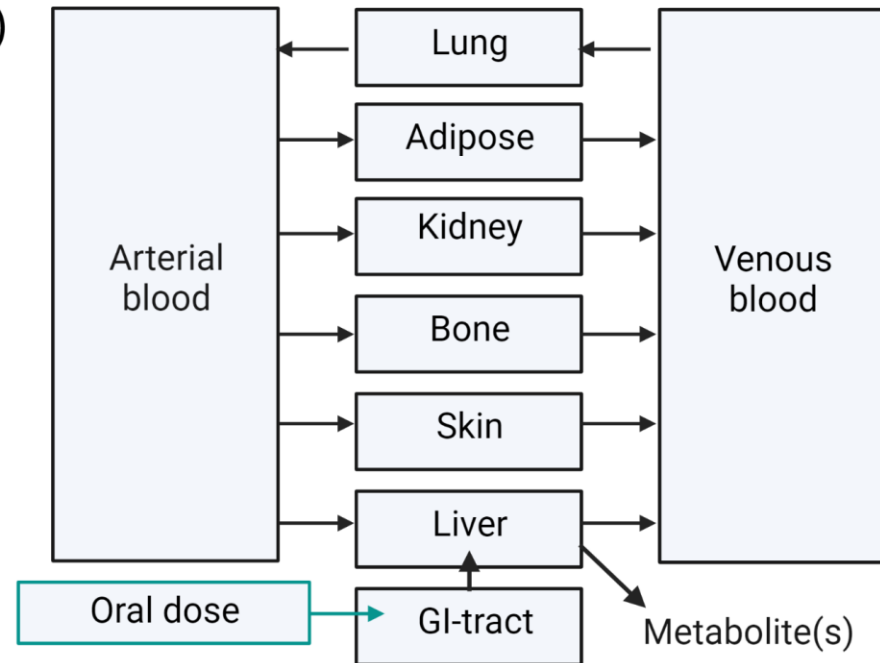 )
Lung
Adipose
Kidney
Arterial
blood
Venous
blood
Bone
Skin
Liver
Oral dose
GI-tract
Metabolite(s)